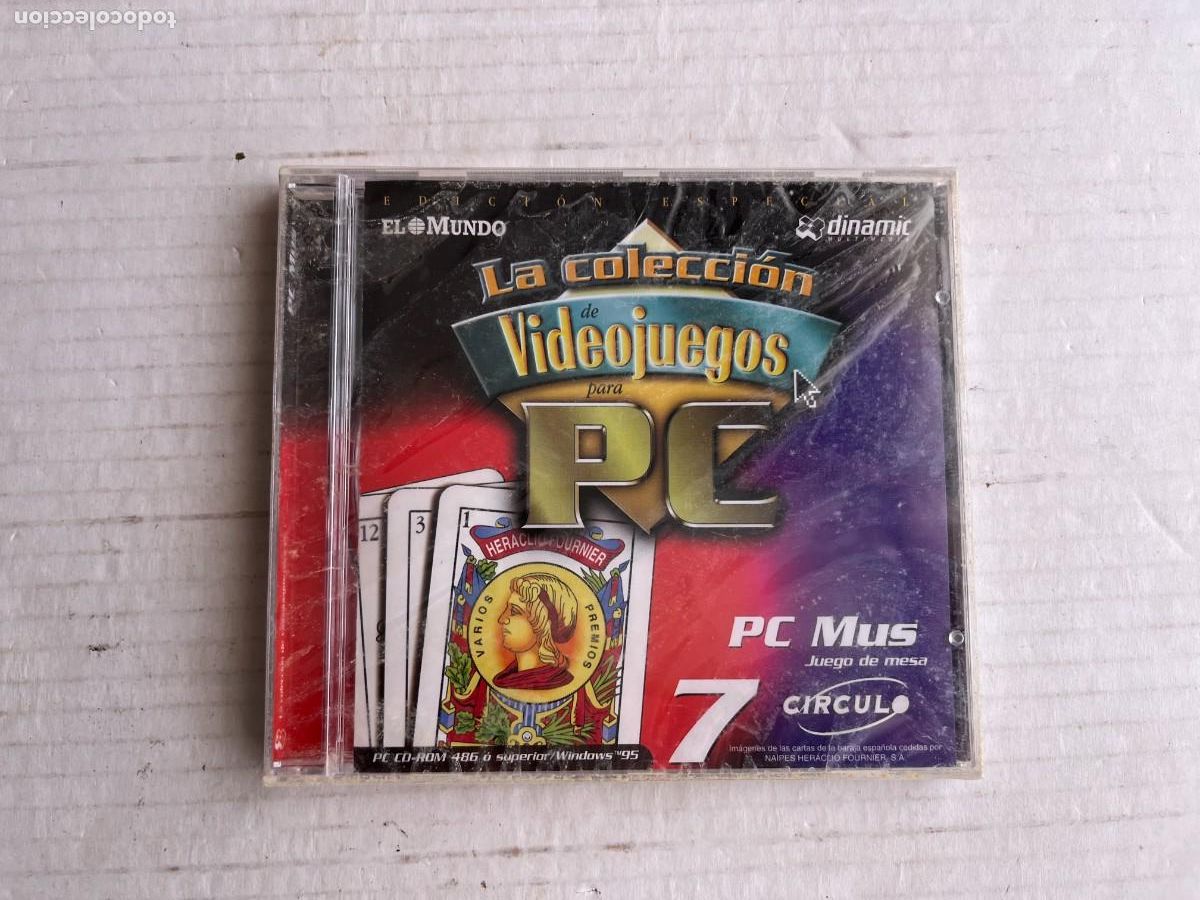 todocoleccion
EDICIÓN ESPECIAL
EL MUNDO
dinamic
MULTIMEDIA
La colección
de
Videojuegos
para
PC
12
3
1
HERACLIO FOURNIER
VARIOS
PREMIOS
PC Mus
Juego de mesa
7
CIRCULO
PC CD-ROM 486 ó superior/Windows™95
Imágenes de las cartas de la baraja española cedidas por
NAIPES HERACLIO FOURNIER, S.A.